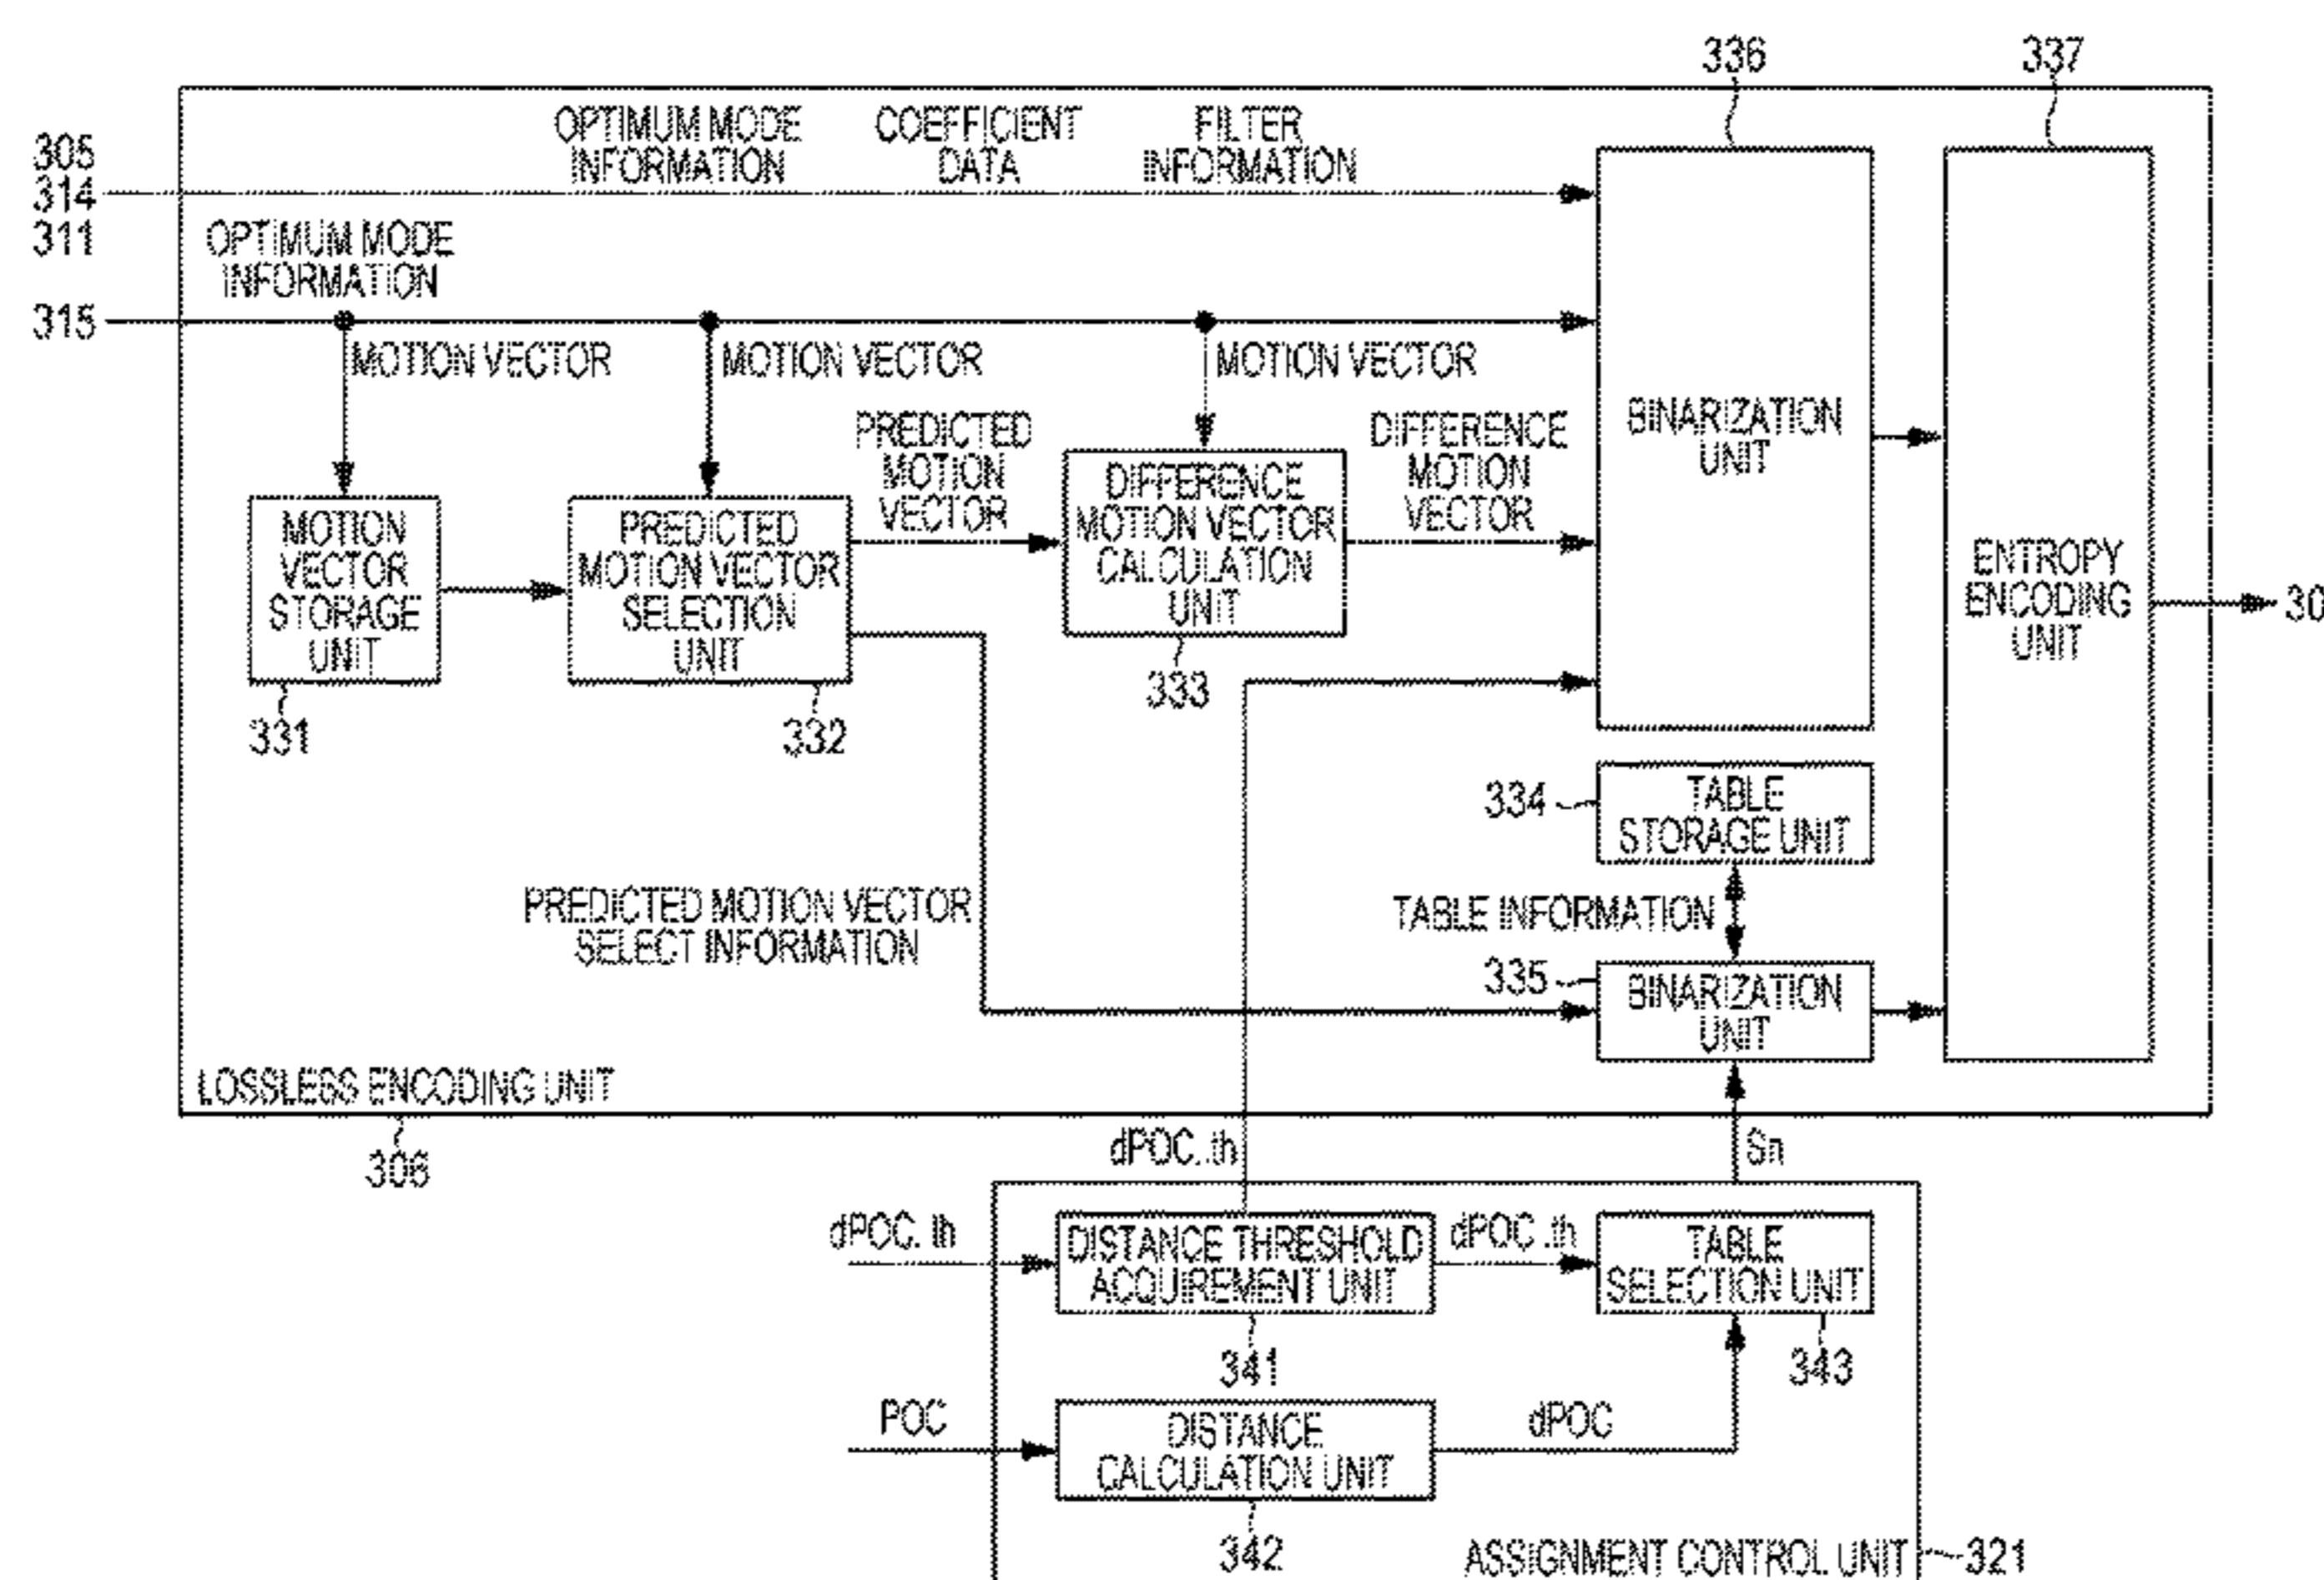 336
337
OPTIMUM MODE
INFORMATION
COEFFICIENT
DATA
FILTER
INFORMATION
305
314
311
OPTIMUM MODE
INFORMATION
315
MOTION VECTOR
MOTION VECTOR
MOTION VECTOR
PREDICTED
MOTION
VECTOR
DIFFERENCE
MOTION
VECTOR
BINARIZATION
UNIT
MOTION
VECTOR
STORAGE
UNIT
PREDICTED
MOTION VECTOR
SELECTION
UNIT
DIFFERENCE
MOTION VECTOR
CALCULATION
UNIT
ENTROPY
ENCODING
UNIT
30
331
332
333
334
TABLE
STORAGE UNIT
PREDICTED MOTION VECTOR
SELECT INFORMATION
TABLE INFORMATION
335
BINARIZATION
UNIT
LOSSLESS ENCODING UNIT
306
dPOC.th
Sn
dPOC.th
DISTANCE THRESHOLD
ACQUIREMENT UNIT
dPOC.th
TABLE
SELECTION UNIT
341
343
POC
DISTANCE
CALCULATION UNIT
dPOC
342
ASSIGNMENT CONTROL UNIT
321